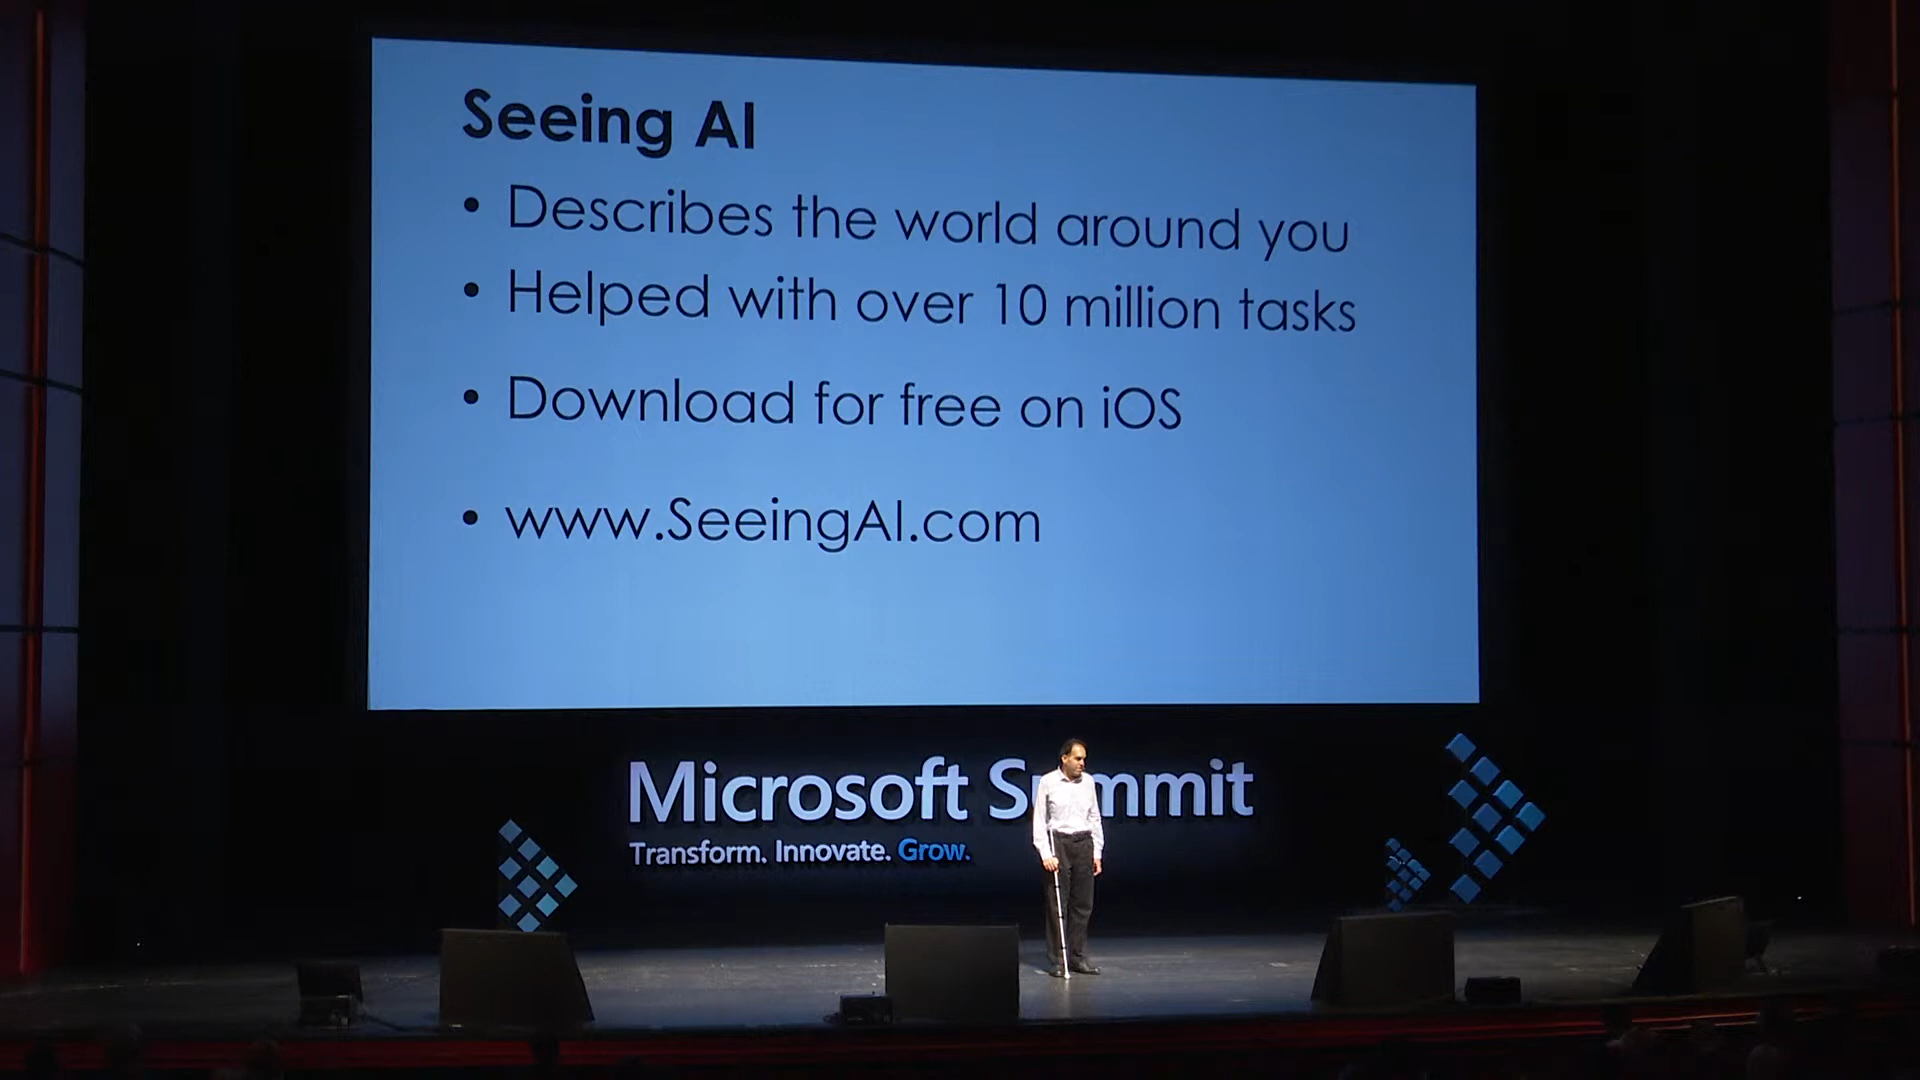 Seeing AI
• Describes the world around you
• Helped with over 10 million tasks
• Download for free on iOS
• www.SeeingAI.com
Microsoft S mmit
Transform. Innovate. Grow.